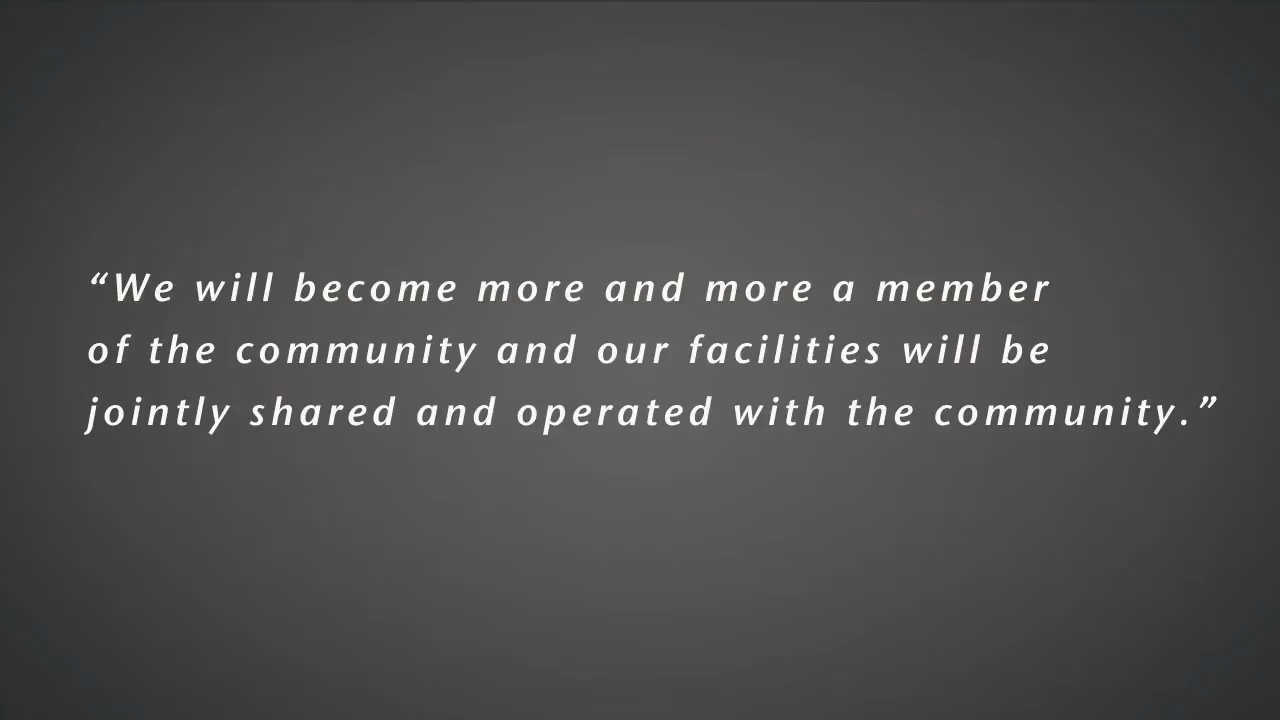 “We will become more and more a member
of the community and our facilities will be
jointly shared and operated with the community.”